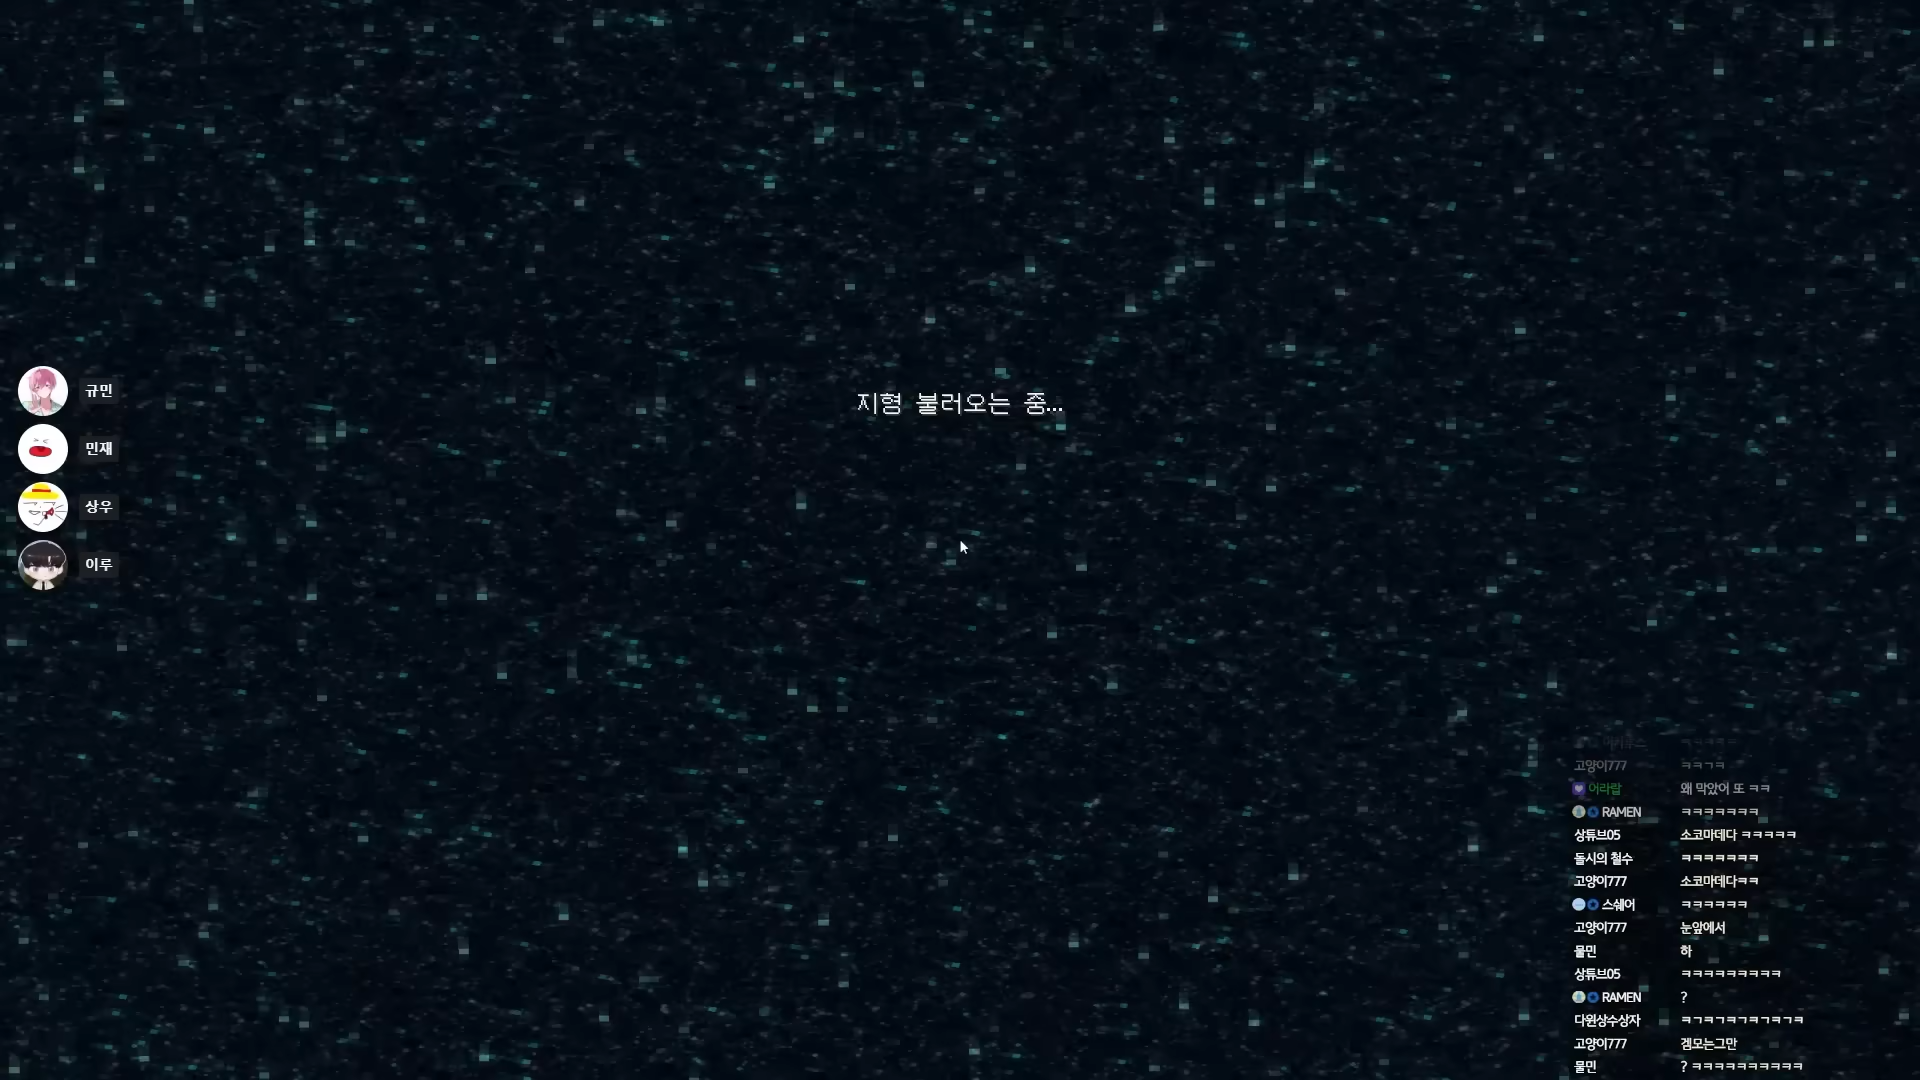 지형 불러오는 중...
규민
민재
상우
이루
고양이777 ㅋㅋㄱㅋ
어라랍 왜 막았어 또 ㅋㅋ
RAMEN ㅋㅋㅋㅋㅋㅋㅋ
상튜브05 소코마데다 ㅋㅋㅋㅋㅋ
돌시의 철수 ㅋㅋㅋㅋㅋㅋㅋ
고양이777 소코마데다ㅋㅋ
스쉐어 ㅋㅋㅋㅋㅋㅋ
고양이777 눈앞에서
물민 하
상튜브05 ㅋㅋㅋㅋㅋㅋㅋㅋㅋ
RAMEN ?
다윈상수상자 ㅋㄱㅋㄱㅋㄱㅋㄱㅋㄱㅋ
고양이777 겜모는그만
물민 ? ㅋㅋㅋㅋㅋㅋㅋㅋㅋㅋ